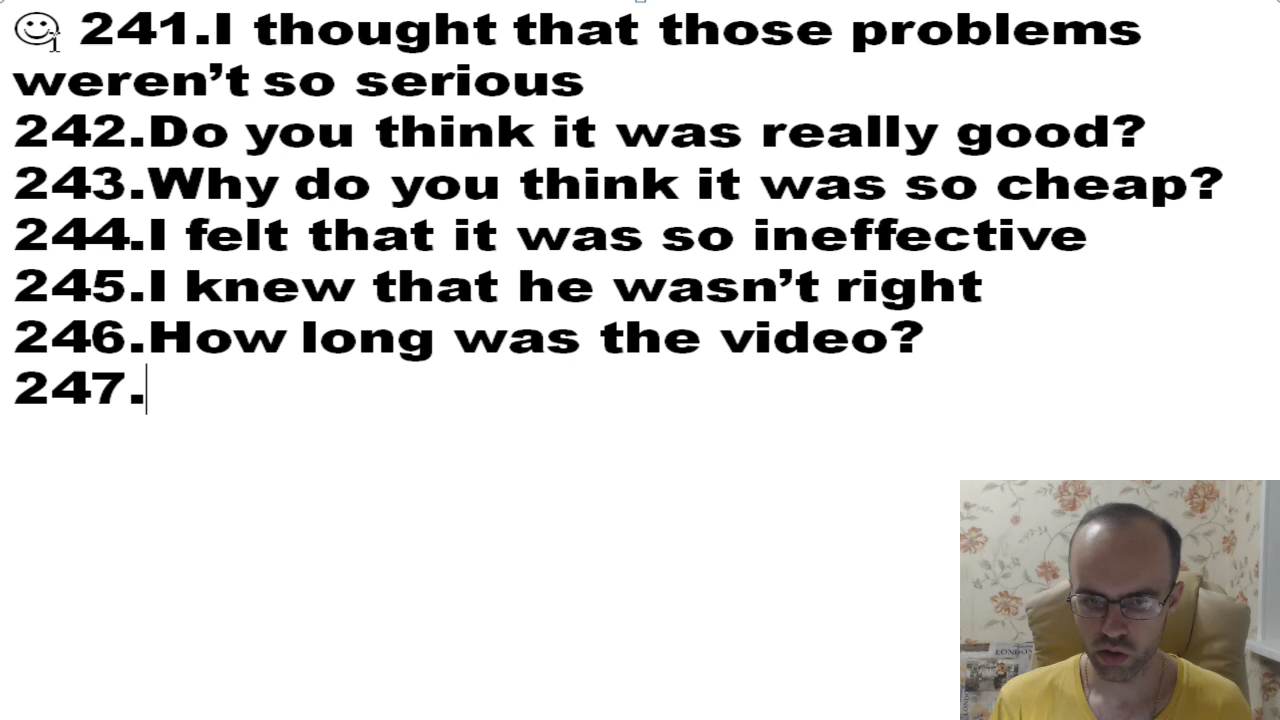 241.I thought that those problems
weren’t so serious
242.Do you think it was really good?
243.Why do you think it was so cheap?
244.I felt that it was so ineffective
245.I knew that he wasn’t right
246.How long was the video?
247.
LONDON